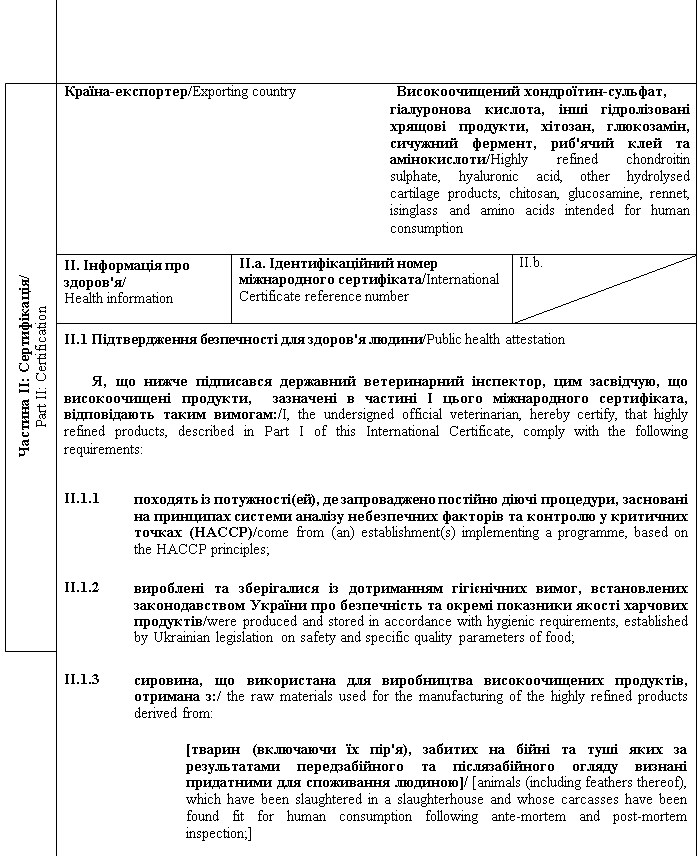 Країна-експортер/Exporting country
Високоочищений хондроїтин-сульфат,
гіалуронова кислота, інші гідролізовані
хрящові продукти, хітозан, глюкозамін,
сичужний фермент, риб'ячий клей та
амінокислоти/Highly refined chondroitin
sulphate, hyaluronic acid, other hydrolysed
cartilage products, chitosan, glucosamine, rennet,
isinglass and amino acids intended for human
consumption
II. Інформація про
здоров'я/
Health information
II.a. Ідентифікаційний номер
міжнародного сертифіката/International
Certificate reference number
II.b.
Частина II: Сертифікація/
Part II: Certification
II.1 Підтвердження безпечності для здоров'я людини/Public health attestation
Я, що нижче підписався державний ветеринарний інспектор, цим засвідчую, що
високоочищені продукти, зазначені в частині I цього міжнародного сертифіката,
відповідають таким вимогам:/I, the undersigned official veterinarian, hereby certify, that highly
refined products, described in Part I of this International Certificate, comply with the following
requirements:
II.1.1 походять із потужності(ей), де запроваджено постійно діючі процедури, засновані
на принципах системи аналізу небезпечних факторів та контролю у критичних
точках (HACCP)/come from (an) establishment(s) implementing a programme, based on
the HACCP principles;
II.1.2 вироблені та зберігалися із дотриманням гігієнічних вимог, встановлених
законодавством України про безпечність та окремі показники якості харчових
продуктів/were produced and stored in accordance with hygienic requirements, established
by Ukrainian legislation on safety and specific quality parameters of food;
II.1.3 сировина, що використана для виробництва високоочищених продуктів,
отримана з:/ the raw materials used for the manufacturing of the highly refined products
derived from:
[тварин (включаючи їх пір'я), забитих на бійні та туші яких за
результатами передзабійного та післязабійного огляду визнані
придатними для споживання людиною]/ [animals (including feathers thereof),
which have been slaughtered in a slaughterhouse and whose carcasses have been
found fit for human consumption following ante-mortem and post-mortem
inspection;]